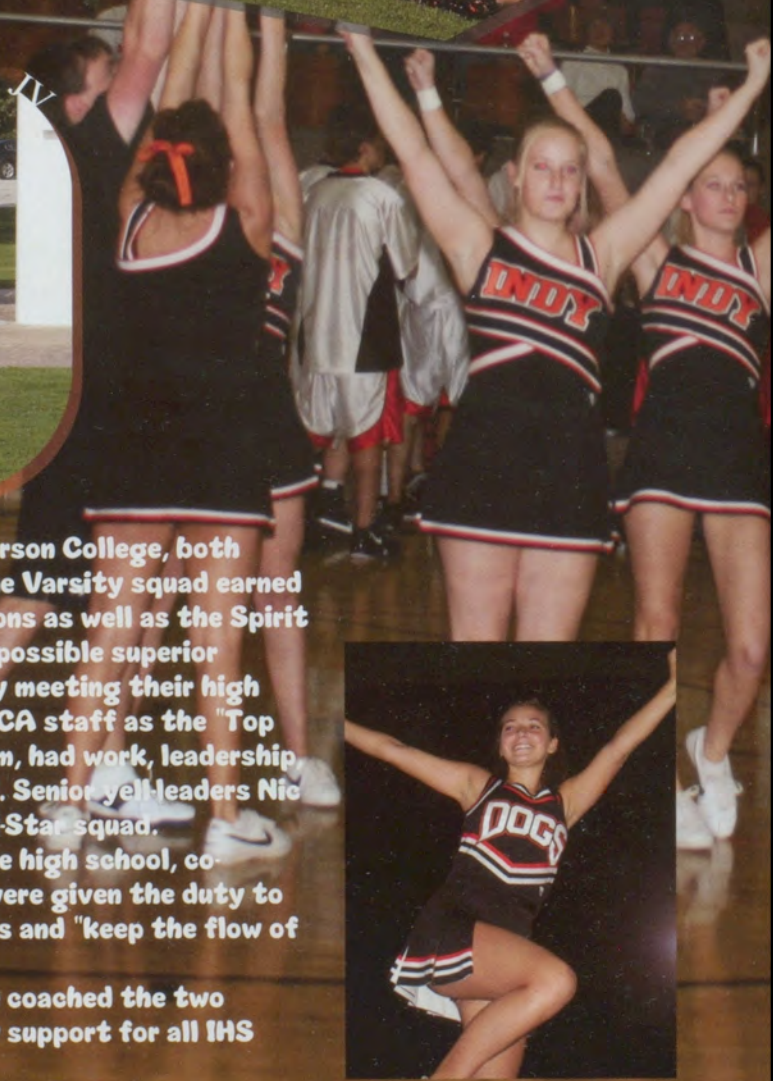 JV
INDY
INDY
rson College, both
e Varsity squad earned
ons as well as the Spirit
possible superior
y meeting their high
CA staff as the "Top
m, had work, leadership,
. Senior yell-leaders Nic
-Star squad.
e high school, co-
were given the duty to
s and "keep the flow of
coached the two
support for all IHS
DOGS